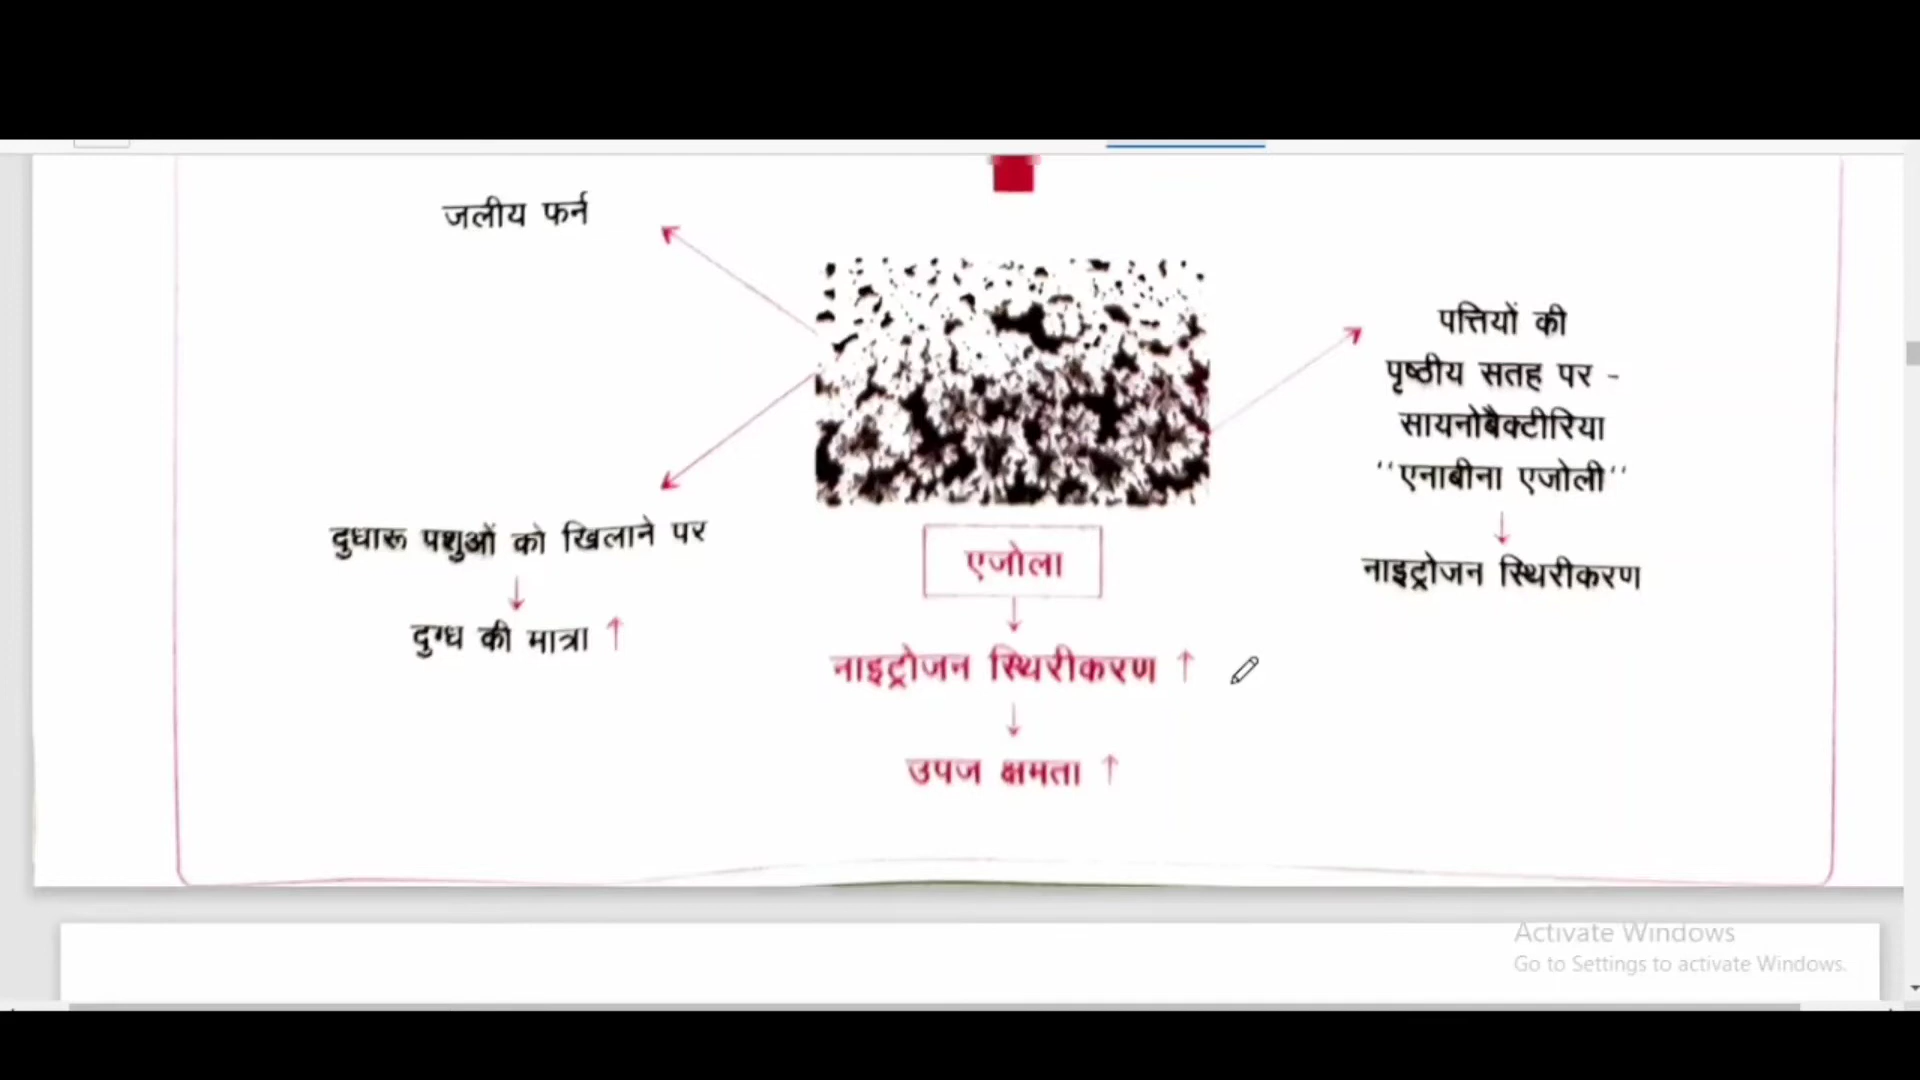 जलीय फर्न
दुधारू पशुओं को खिलाने पर
↓
दुग्ध की मात्रा ↑
एजोला
↓
नाइट्रोजन स्थिरीकरण ↑
↓
उपज क्षमता ↑
पत्तियों की
पृष्ठीय सतह पर -
सायनोबैक्टीरिया
‘‘एनाबीना एजोली‘‘
↓
नाइट्रोजन स्थिरीकरण
Activate Windows
Go to Settings to activate Windows.